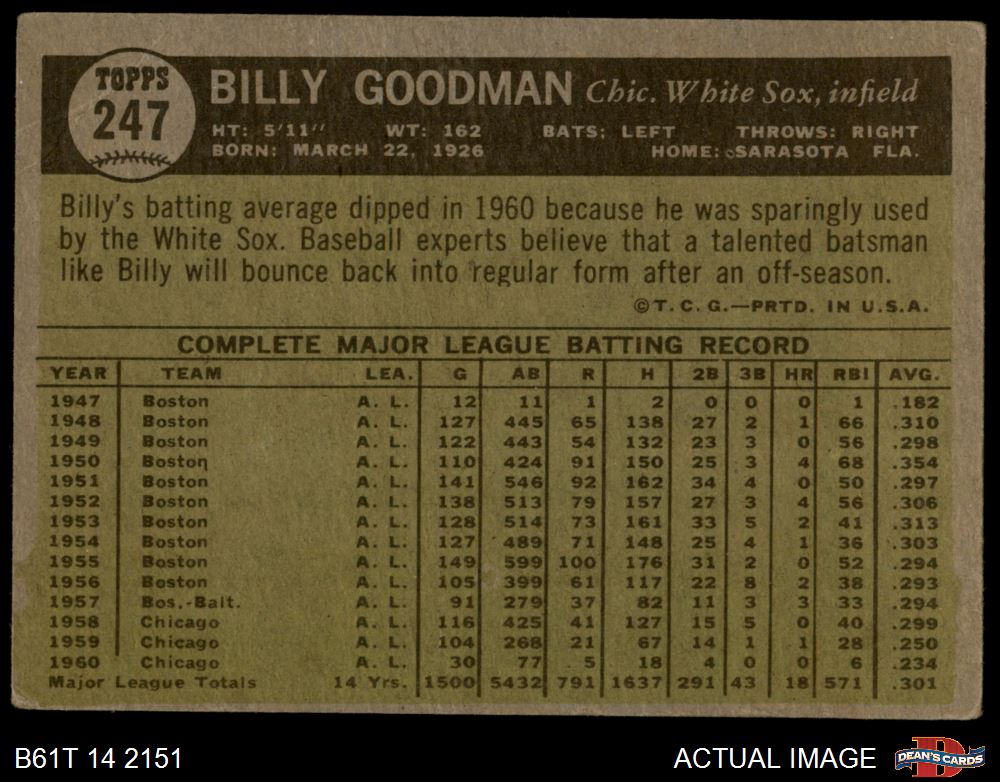 TOPPS
247
BILLY GOODMAN Chic. White Sox, infield
HT: 5'11" WT: 162 BATS: LEFT THROWS: RIGHT
BORN: MARCH 22, 1926 HOME: SARASOTA FLA.
Billy's batting average dipped in 1960 because he was sparingly used
by the White Sox. Baseball experts believe that a talented batsman
like Billy will bounce back into regular form after an off-season.
©T. C. G.—PRTD. IN U.S.A.
COMPLETE MAJOR LEAGUE BATTING RECORD
YEAR TEAM LEA. G AB R H 2B 3B HR RBI AVG.
1947 Boston A. L. 12 11 1 2 0 0 0 1 .182
1948 Boston A. L. 127 445 65 138 27 2 1 66 .310
1949 Boston A. L. 122 443 54 132 23 3 0 56 .298
1950 Boston A. L. 110 424 91 150 25 3 4 68 .354
1951 Boston A. L. 141 546 92 162 34 4 0 50 .297
1952 Boston A. L. 138 513 79 157 27 3 4 56 .306
1953 Boston A. L. 128 514 73 161 33 5 2 41 .313
1954 Boston A. L. 127 489 71 148 25 4 1 36 .303
1955 Boston A. L. 149 599 100 176 31 2 0 52 .294
1956 Boston A. L. 105 399 61 117 22 8 2 38 .293
1957 Bos.-Balt. A. L. 91 279 37 82 11 3 3 33 .294
1958 Chicago A. L. 116 425 41 127 15 5 0 40 .299
1959 Chicago A. L. 104 268 21 67 14 1 1 28 .250
1960 Chicago A. L. 30 77 5 18 4 0 0 6 .234
Major League Totals 14 Yrs. 1500 5432 791 1637 291 43 18 571 .301
B61T 14 2151 ACTUAL IMAGE DEAN'S CARDS